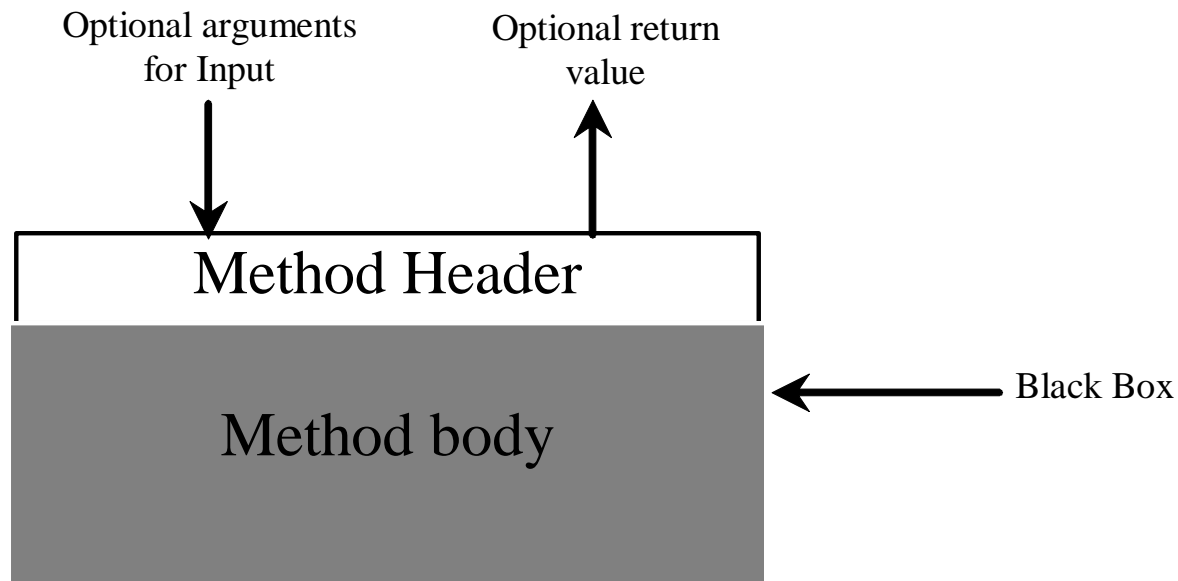 Optional arguments
for Input
Optional return
value
Method Header
Black Box
Method body